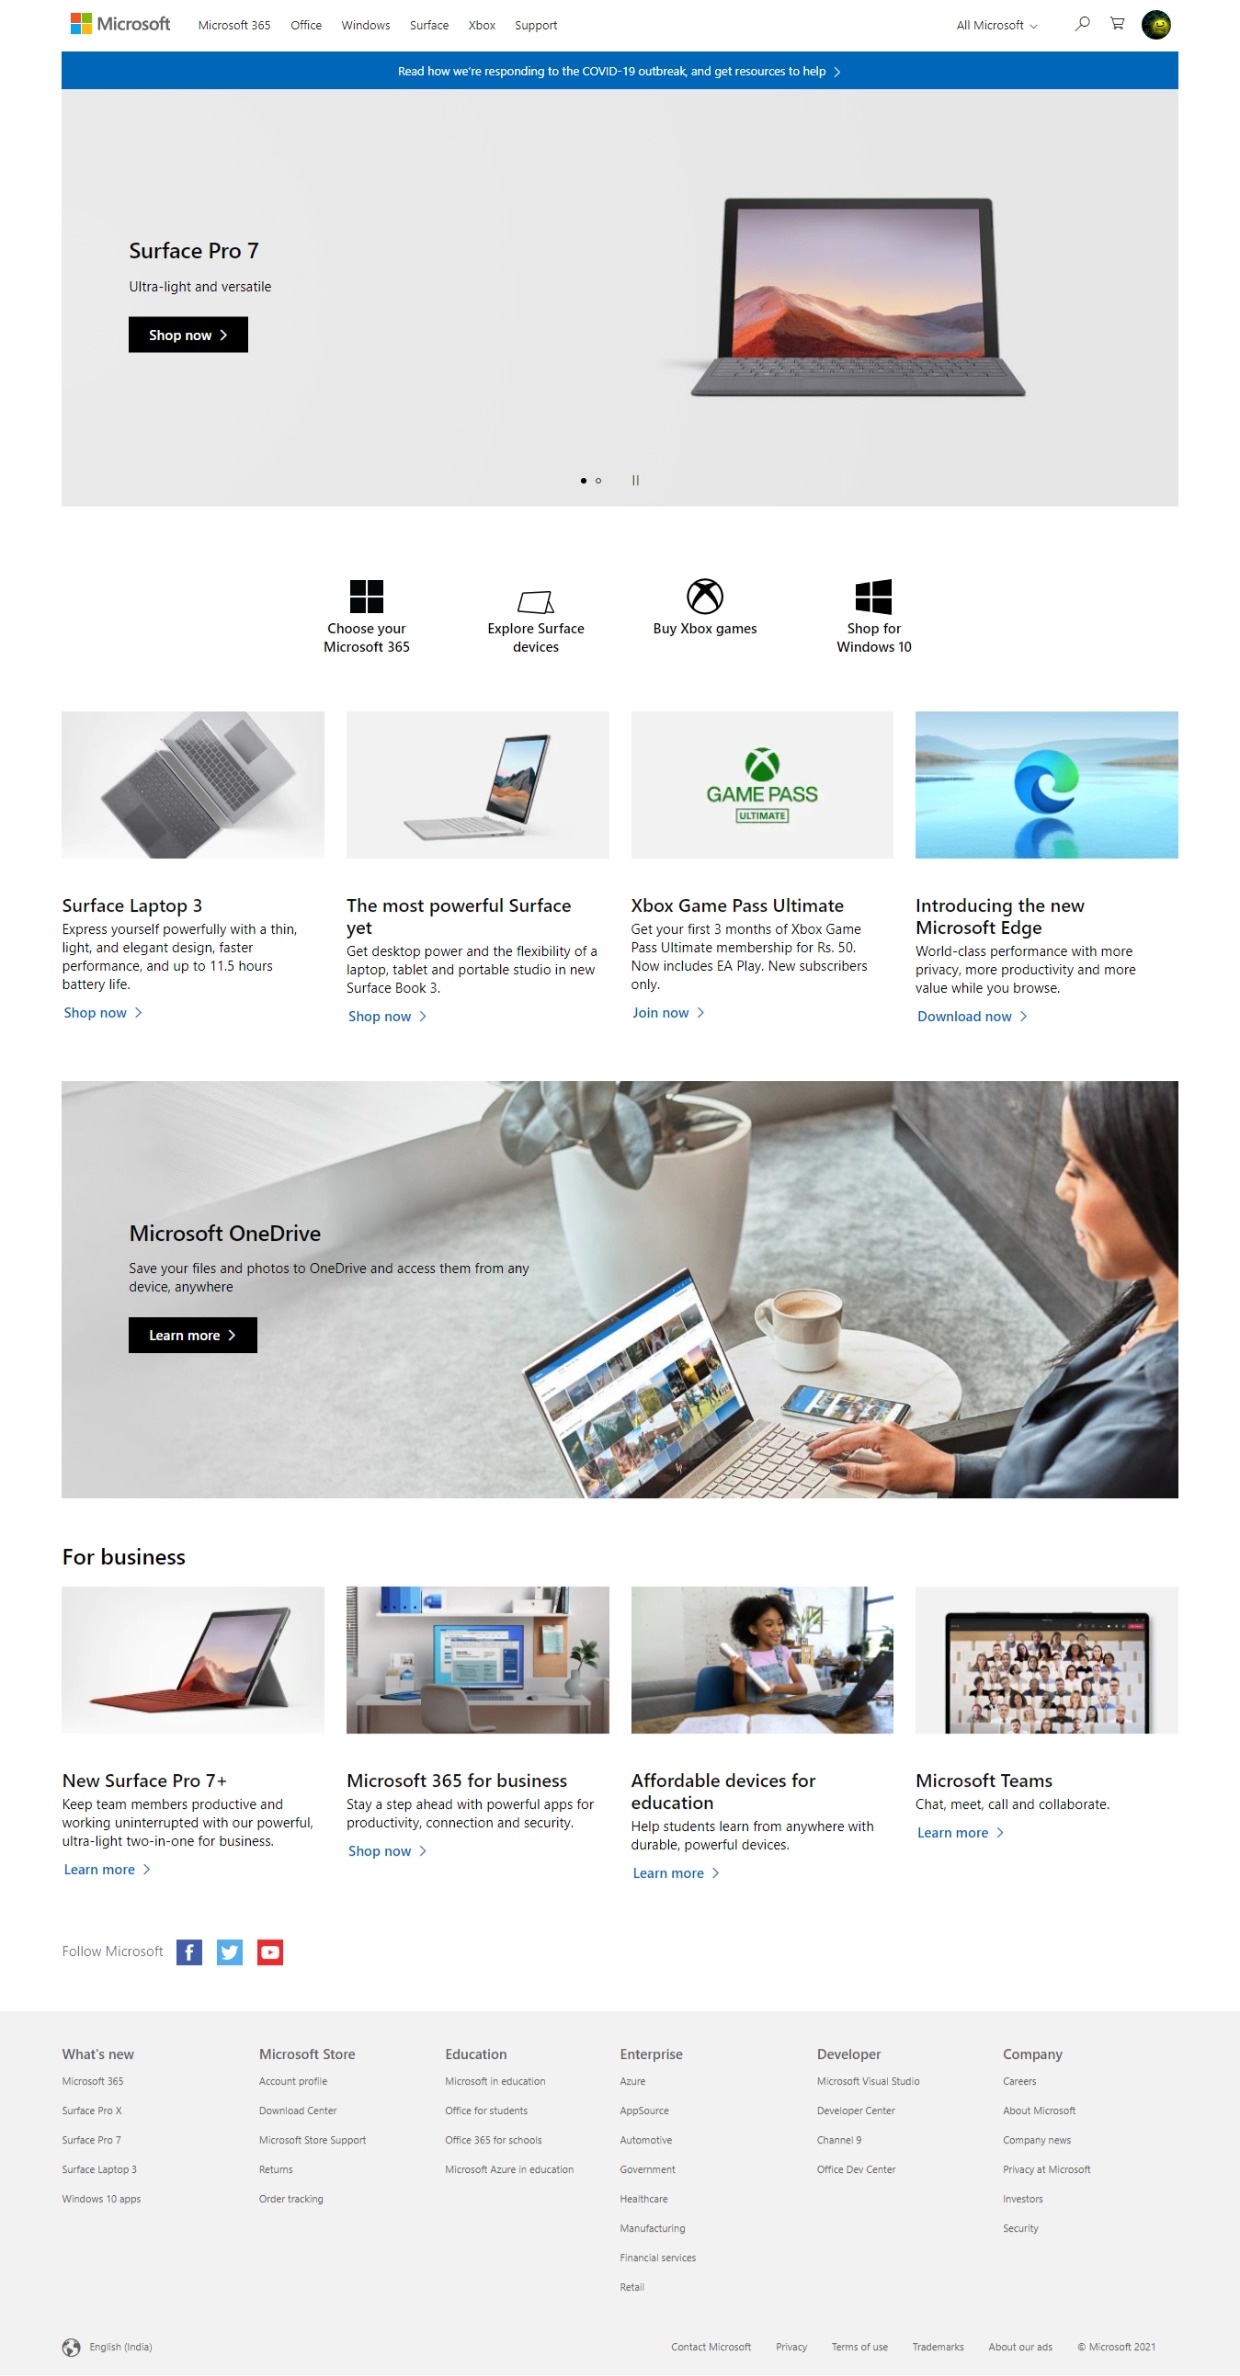 Microsoft
Microsoft 365 Office Windows Surface Xbox Support
All Microsoft
Read how we're responding to the COVID-19 outbreak, and get resources to help
Surface Pro 7
Ultra-light and versatile
Shop now
Choose your
Microsoft 365
Explore Surface
devices
Buy Xbox games
Shop for
Windows 10
GAME PASS
ULTIMATE
Surface Laptop 3
Express yourself powerfully with a thin,
light, and elegant design, faster
performance, and up to 11.5 hours
battery life.
Shop now
The most powerful Surface
yet
Get desktop power and the flexibility of a
laptop, tablet and portable studio in new
Surface Book 3.
Shop now
Xbox Game Pass Ultimate
Get your first 3 months of Xbox Game
Pass Ultimate membership for Rs. 50.
Now includes EA Play. New subscribers
only.
Join now
Introducing the new
Microsoft Edge
World-class performance with more
privacy, more productivity and more
value while you browse.
Download now
Microsoft OneDrive
Save your files and photos to OneDrive and access them from any
device, anywhere
Learn more
For business
New Surface Pro 7+
Keep team members productive and
working uninterrupted with our powerful,
ultra-light two-in-one for business.
Learn more
Microsoft 365 for business
Stay a step ahead with powerful apps for
productivity, connection and security.
Shop now
Affordable devices for
education
Help students learn from anywhere with
durable, powerful devices.
Learn more
Microsoft Teams
Chat, meet, call and collaborate.
Learn more
Follow Microsoft
What's new
Microsoft 365
Surface Pro X
Surface Pro 7
Surface Laptop 3
Windows 10 apps
Microsoft Store
Account profile
Download Center
Microsoft Store Support
Returns
Order tracking
Education
Microsoft in education
Office for students
Office 365 for schools
Microsoft Azure in education
Enterprise
Azure
AppSource
Automotive
Government
Healthcare
Manufacturing
Financial services
Retail
Developer
Microsoft Visual Studio
Developer Center
Channel 9
Office Dev Center
Company
Careers
About Microsoft
Company news
Privacy at Microsoft
Investors
Security
English (India)
Contact Microsoft Privacy Terms of use Trademarks About our ads © Microsoft 2021